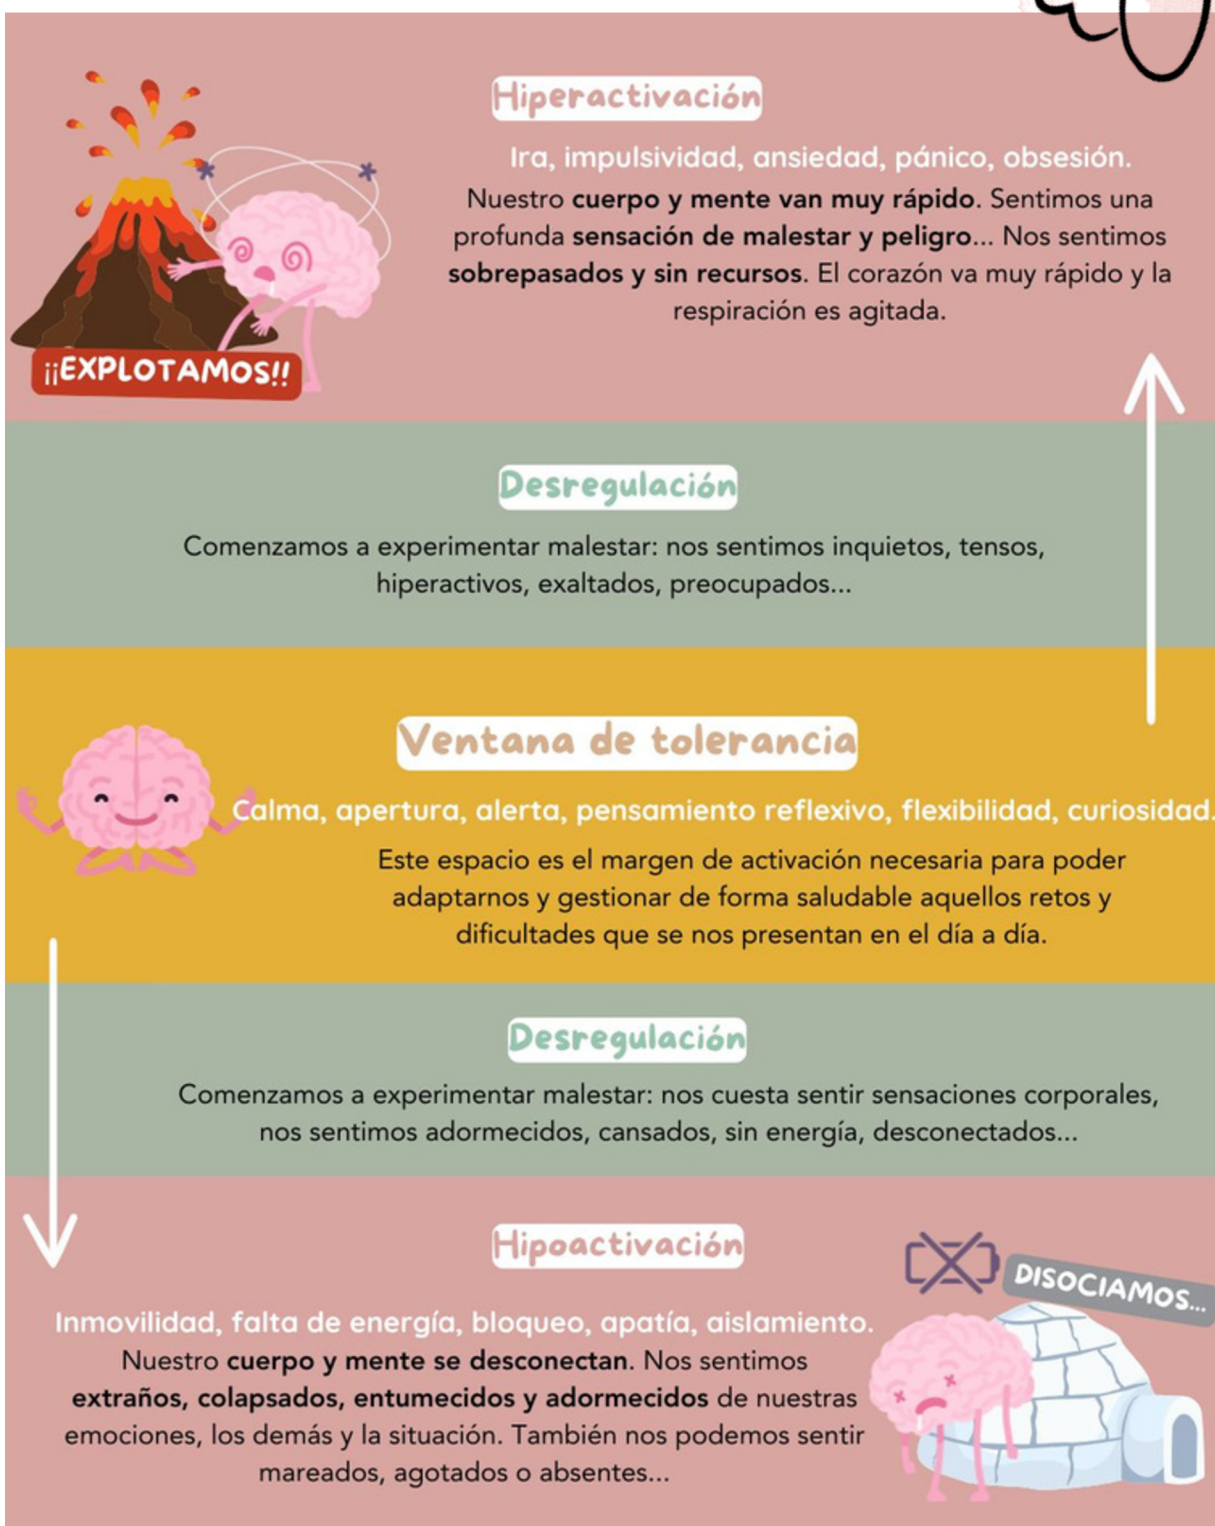 Hiperactivación
Ira, impulsividad, ansiedad, pánico, obsesión.
Nuestro cuerpo y mente van muy rápido. Sentimos una
profunda sensación de malestar y peligro... Nos sentimos
sobrepasados y sin recursos. El corazón va muy rápido y la
respiración es agitada.
¡¡EXPLOTAMOS!!
Desregulación
Comenzamos a experimentar malestar: nos sentimos inquietos, tensos,
hiperactivos, exaltados, preocupados...
Ventana de tolerancia
Calma, apertura, alerta, pensamiento reflexivo, flexibilidad, curiosidad.
Este espacio es el margen de activación necesaria para poder
adaptarnos y gestionar de forma saludable aquellos retos y
dificultades que se nos presentan en el día a día.
Desregulación
Comenzamos a experimentar malestar: nos cuesta sentir sensaciones corporales,
nos sentimos adormecidos, cansados, sin energía, desconectados...
Hipoactivación
DISOCIAMOS...
Inmovilidad, falta de energía, bloqueo, apatía, aislamiento.
Nuestro cuerpo y mente se desconectan. Nos sentimos
extraños, colapsados, entumecidos y adormecidos de nuestras
emociones, los demás y la situación. También nos podemos sentir
mareados, agotados o absentes...